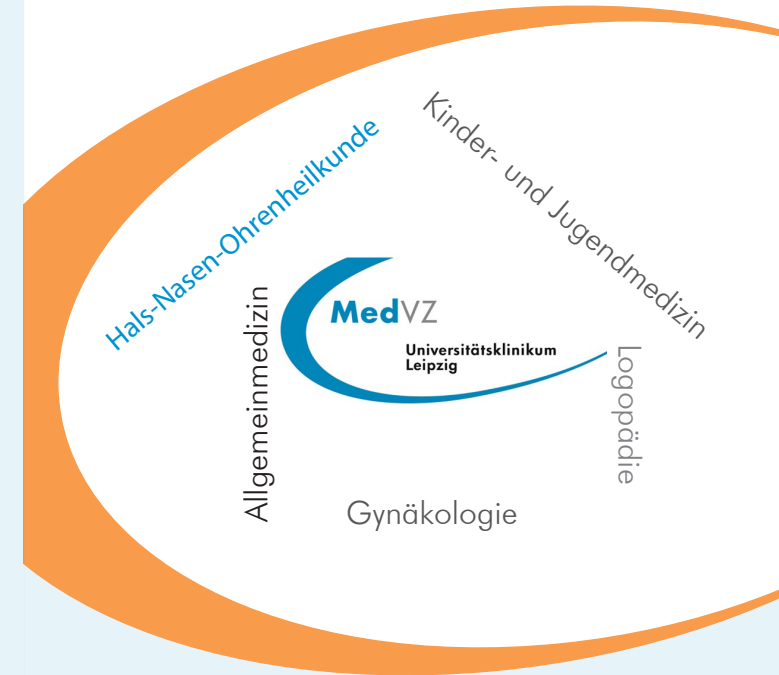 Kinder- und Jugendmedizin
Hals-Nasen-Ohrenheilkunde
Allgemeinmedizin
MedVZ
Universitätsklinikum
Leipzig
Logopädie
Gynäkologie